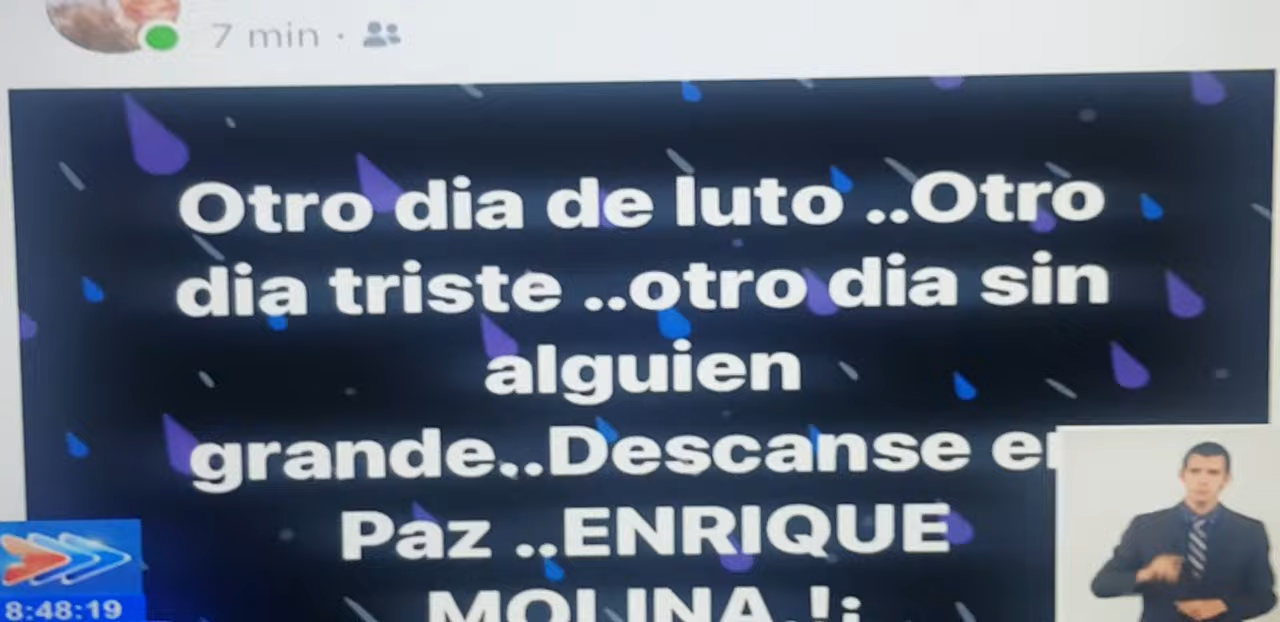 7 min ·
Otro dia de luto ..Otro
dia triste ..otro dia sin
alguien
grande..Descanse
Paz ..ENRIQUE
MOLINA.!¡
8:48:19